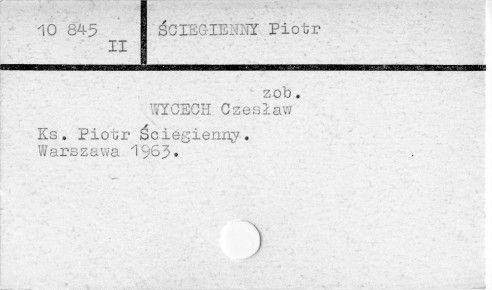 10 845
II
ŚCIEGIENNY Piotr
zob.
WYCECH Czesław
Ks. Piotr Ściegienny.
Warszawa 1963.